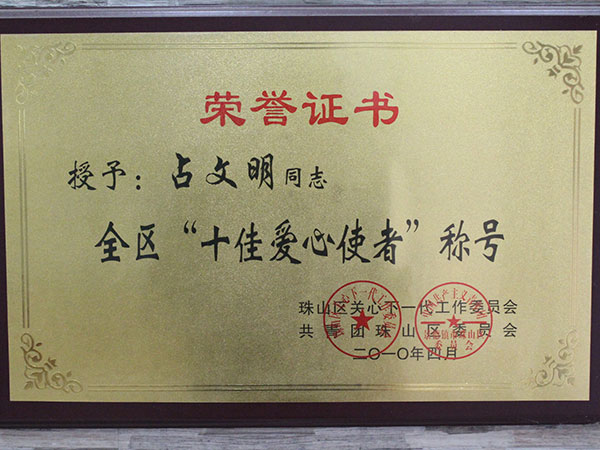 荣誉证书
授予：占文明同志
全区“十佳爱心使者”称号
珠山区关心下一代工作委员会
共青团珠山区委员会
二〇一〇年四月